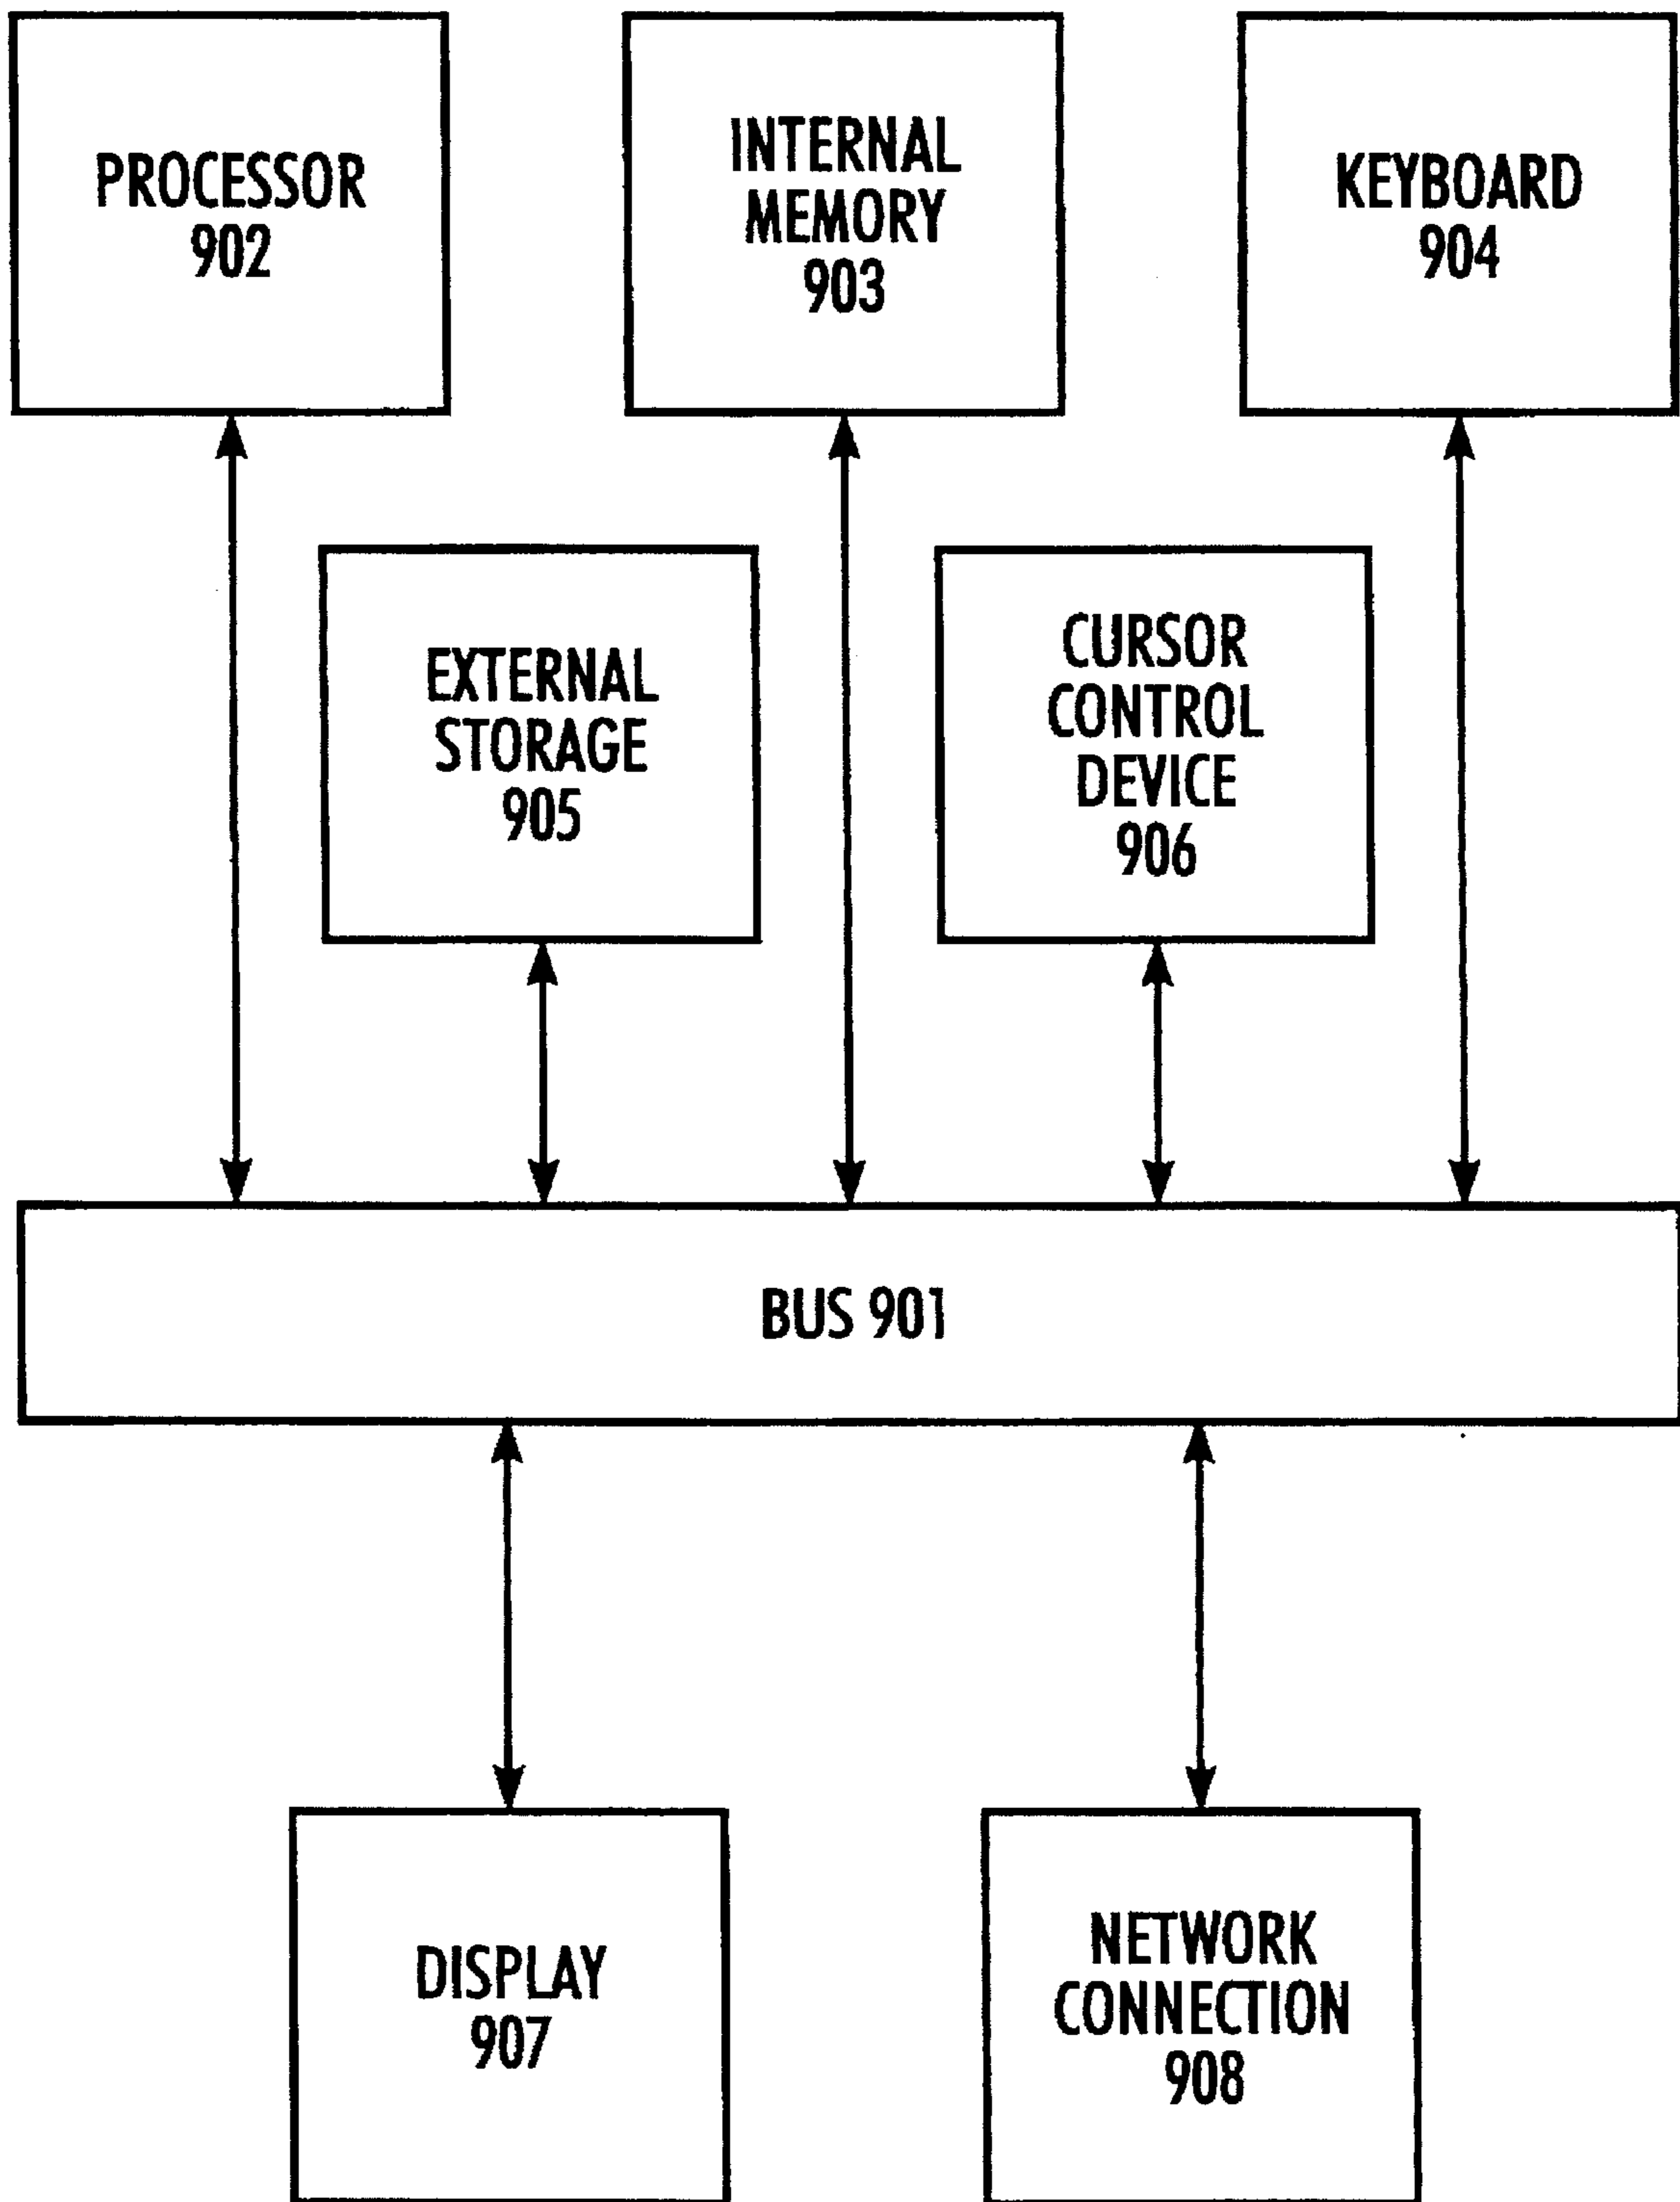 PROCESSOR
902
INTERNAL
MEMORY
903
KEYBOARD
904
EXTERNAL
STORAGE
905
CURSOR
CONTROL
DEVICE
906
BUS 901
DISPLAY
907
NETWORK
CONNECTION
908